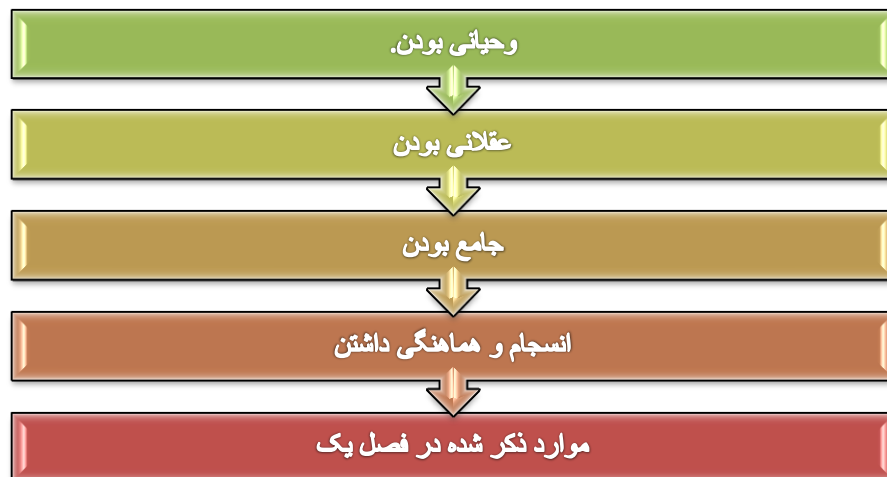 وحیانی بودن.
عقلانی بودن
جامع بودن
انسجام و هماهنگی داشتن
موارد ذکر شده در فصل یک